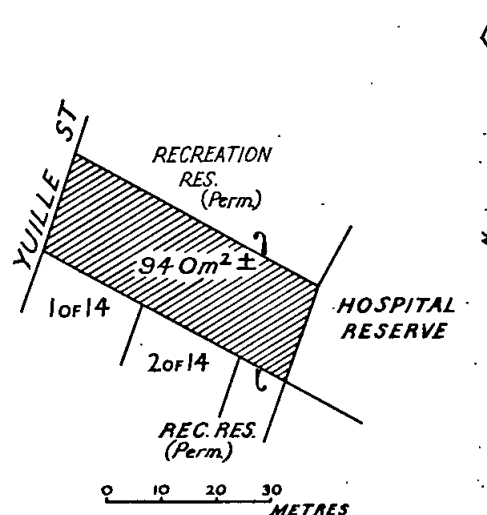 YUILLE ST
RECREATION
RES.
(Perm.)
940m² ±
HOSPITAL
RESERVE
1 OF 14
2 OF 14
REC. RES.
(Perm.)
0 10 20 30
METRES